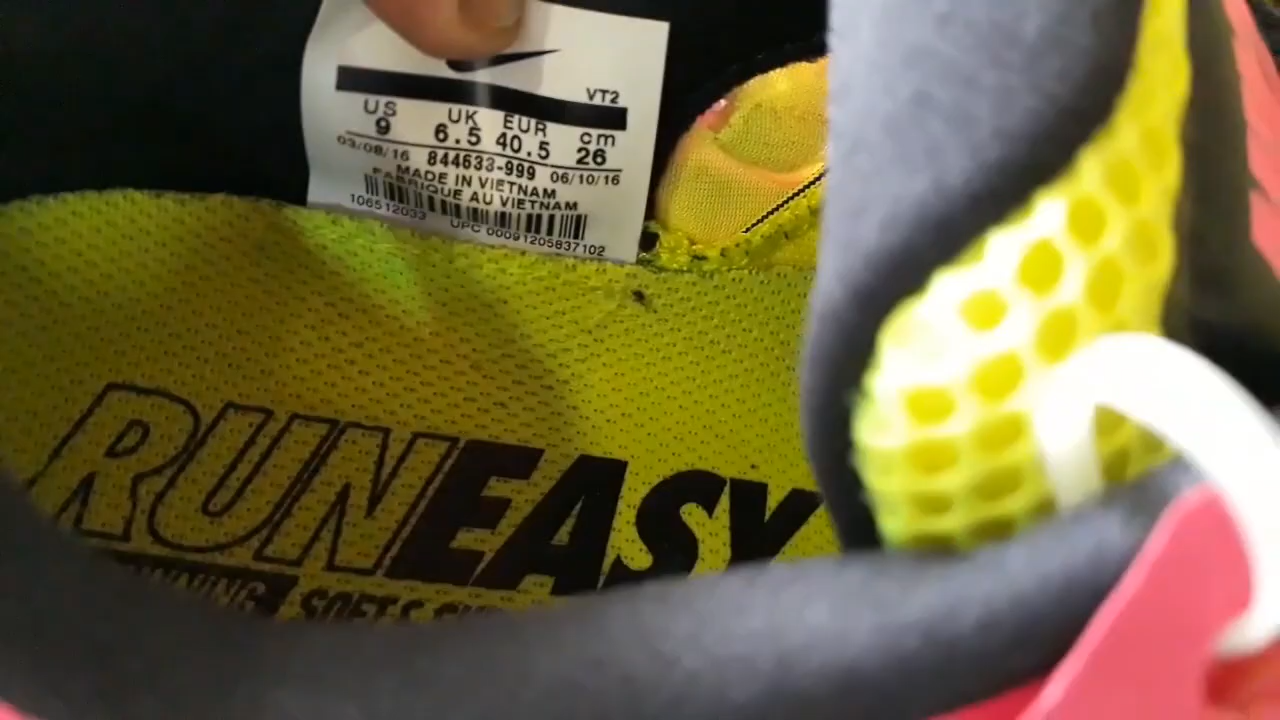 VT2
US UK EUR cm
9 6.5 40.5 26
03/08/16 844633-999 06/10/16
MADE IN VIETNAM
FABRIQUE AU VIETNAM
106512033 UPC 00091205837102
RUNEASY
SOFT &